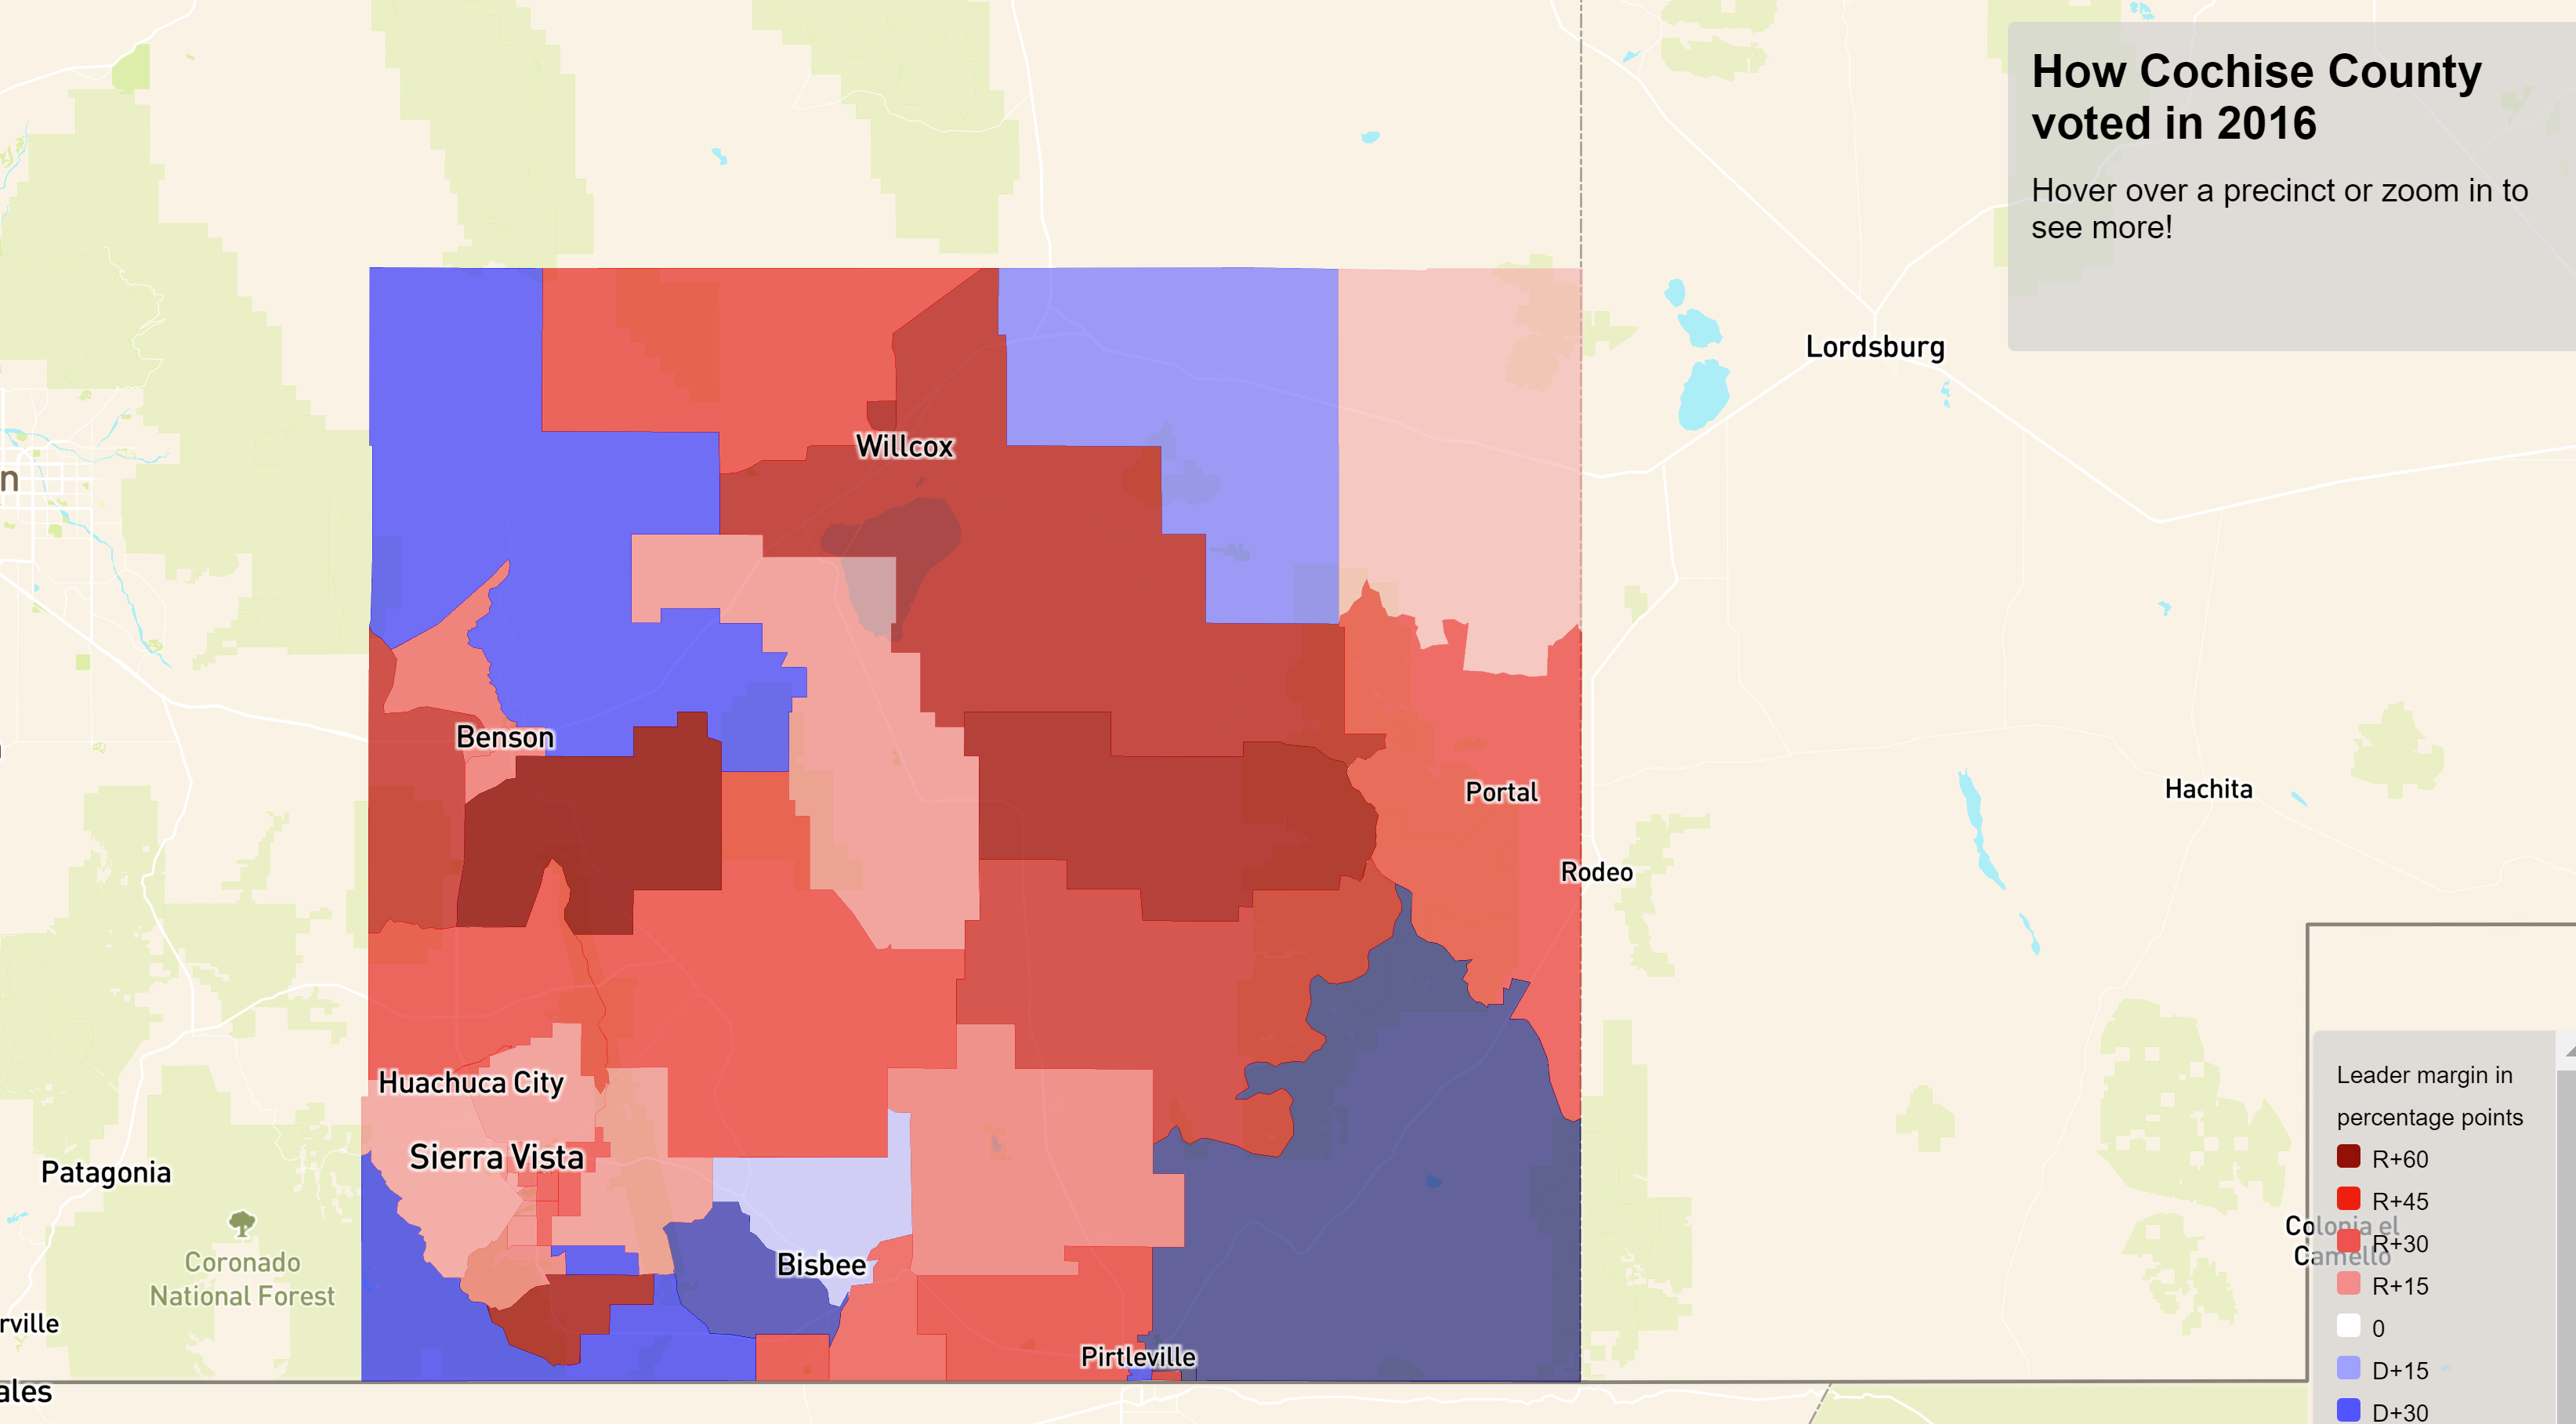 How Cochise County
voted in 2016
Hover over a precinct or zoom in to
see more!
Lordsburg
Willcox
n
Benson
Portal
Hachita
Rodeo
Huachuca City
Sierra Vista
Patagonia
Coronado
National Forest
Bisbee
rville
Pirtleville
ales
Colonia el
Camello
Leader margin in
percentage points
R+60
R+45
R+30
R+15
0
D+15
D+30